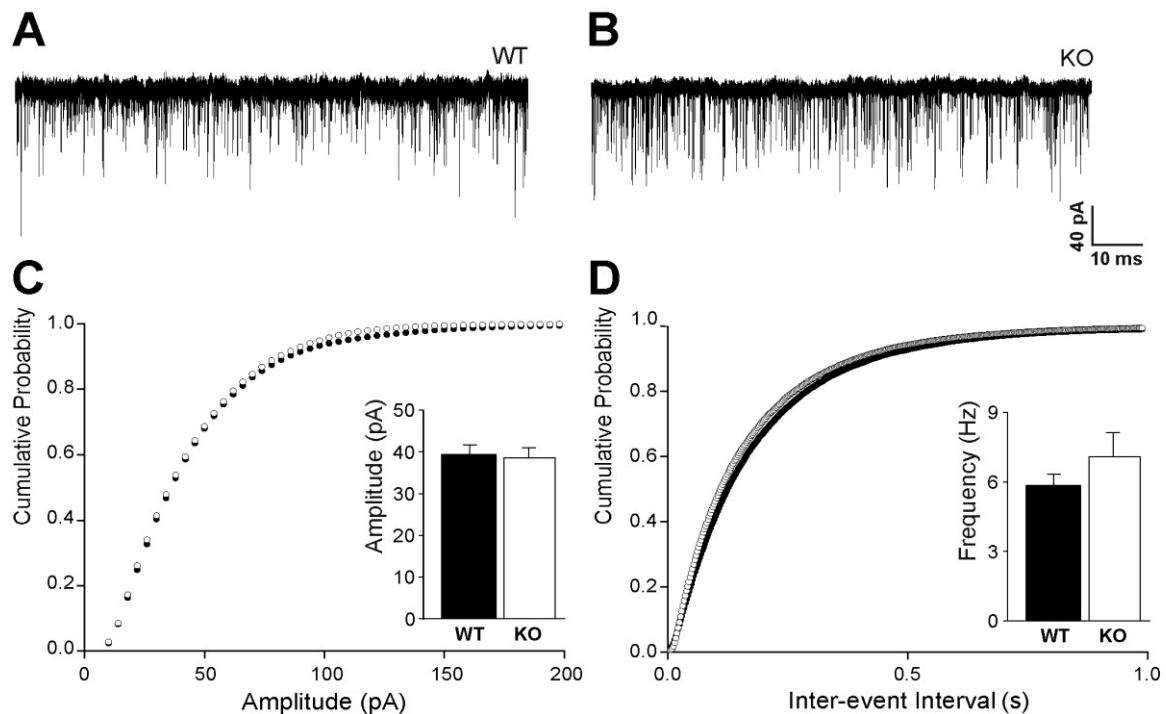 A
WT
B
KO
40 pA
10 ms
C
Cumulative Probability
1.0
0.8
0.6
0.4
0.2
0.0
0
50
100
150
200
Amplitude (pA)
Amplitude (pA)
50
40
30
20
10
0
WT
KO
D
Cumulative Probability
1.0
0.8
0.6
0.4
0.2
0.0
0.0
0.5
1.0
Inter-event Interval (s)
Frequency (Hz)
9
6
3
0
WT
KO